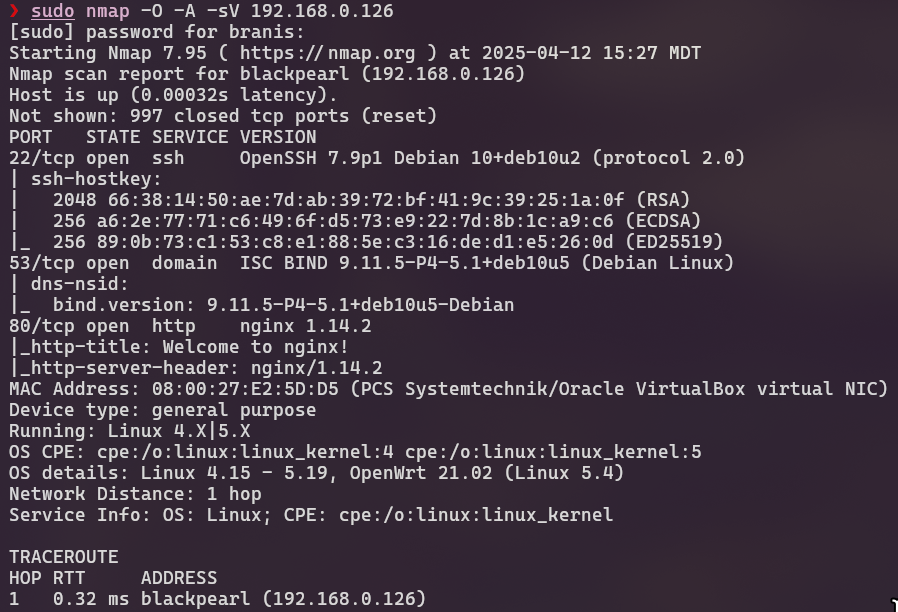 ❯ sudo nmap -O -A -sV 192.168.0.126
[sudo] password for branis:
Starting Nmap 7.95 ( https://nmap.org ) at 2025-04-12 15:27 MDT
Nmap scan report for blackpearl (192.168.0.126)
Host is up (0.00032s latency).
Not shown: 997 closed tcp ports (reset)
PORT   STATE SERVICE VERSION
22/tcp open  ssh     OpenSSH 7.9p1 Debian 10+deb10u2 (protocol 2.0)
| ssh-hostkey:
|   2048 66:38:14:50:ae:7d:ab:39:72:bf:41:9c:39:25:1a:0f (RSA)
|   256 a6:2e:77:71:c6:49:6f:d5:73:e9:22:7d:8b:1c:a9:c6 (ECDSA)
|_  256 89:0b:73:c1:53:c8:e1:88:5e:c3:16:de:d1:e5:26:0d (ED25519)
53/tcp open  domain  ISC BIND 9.11.5-P4-5.1+deb10u5 (Debian Linux)
| dns-nsid:
|_  bind.version: 9.11.5-P4-5.1+deb10u5-Debian
80/tcp open  http    nginx 1.14.2
|_http-title: Welcome to nginx!
|_http-server-header: nginx/1.14.2
MAC Address: 08:00:27:E2:5D:D5 (PCS Systemtechnik/Oracle VirtualBox virtual NIC)
Device type: general purpose
Running: Linux 4.X|5.X
OS CPE: cpe:/o:linux:linux_kernel:4 cpe:/o:linux:linux_kernel:5
OS details: Linux 4.15 - 5.19, OpenWrt 21.02 (Linux 5.4)
Network Distance: 1 hop
Service Info: OS: Linux; CPE: cpe:/o:linux:linux_kernel

TRACEROUTE
HOP RTT     ADDRESS
1   0.32 ms blackpearl (192.168.0.126)